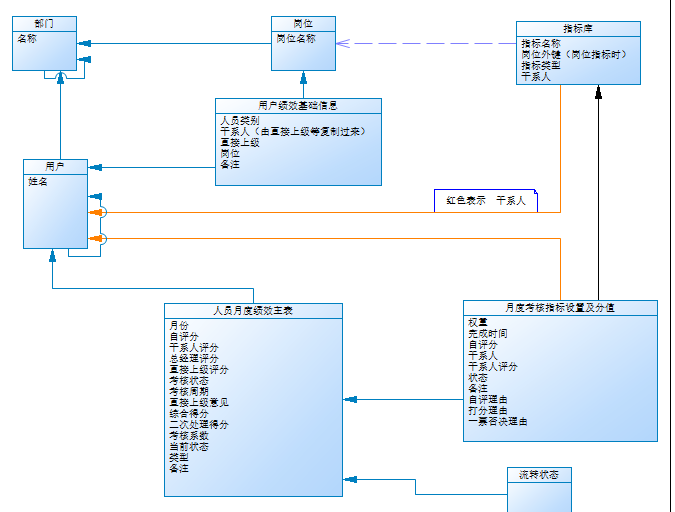 部门
名称
岗位
岗位名称
指标库
指标名称
岗位外键（岗位指标时）
指标类型
干系人
用户绩效基础信息
人员类别
干系人（由直接上级等复制过来）
直接上级
岗位
备注
用户
姓名
红色表示　干系人
人员月度绩效主表
月份
自评分
干系人评分
总经理评分
直接上级评分
考核状态
考核周期
直接上级意见
综合得分
二次处理得分
考核系数
当前状态
类型
备注
月度考核指标设置及分值
权重
完成时间
自评分
干系人
干系人评分
状态
备注
自评理由
打分理由
一票否决理由
流转状态